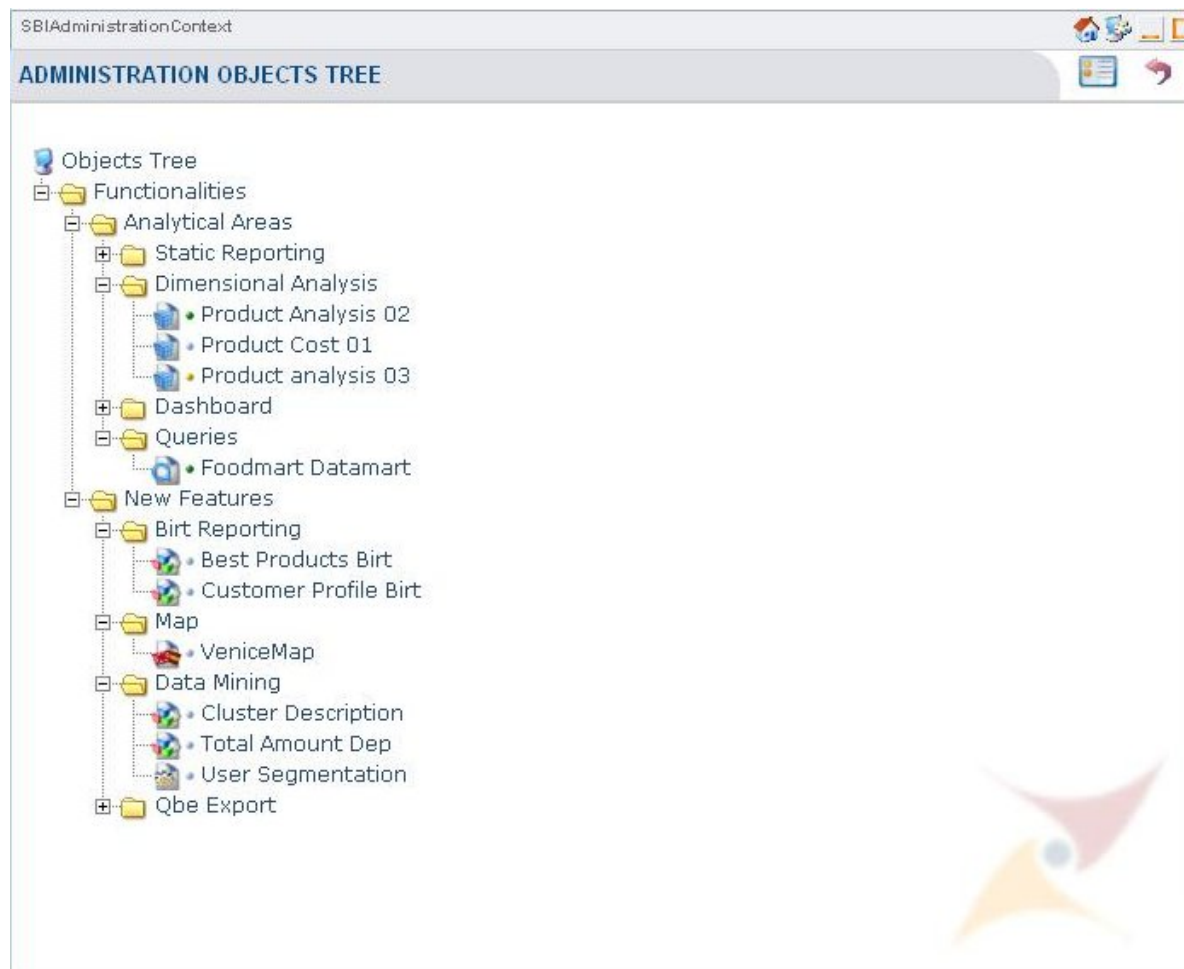 SBIAdministrationContext
ADMINISTRATION OBJECTS TREE
Objects Tree
Functionalities
Analytical Areas
Static Reporting
Dimensional Analysis
Product Analysis 02
Product Cost 01
Product analysis 03
Dashboard
Queries
Foodmart Datamart
New Features
Birt Reporting
Best Products Birt
Customer Profile Birt
Map
VeniceMap
Data Mining
Cluster Description
Total Amount Dep
User Segmentation
Qbe Export